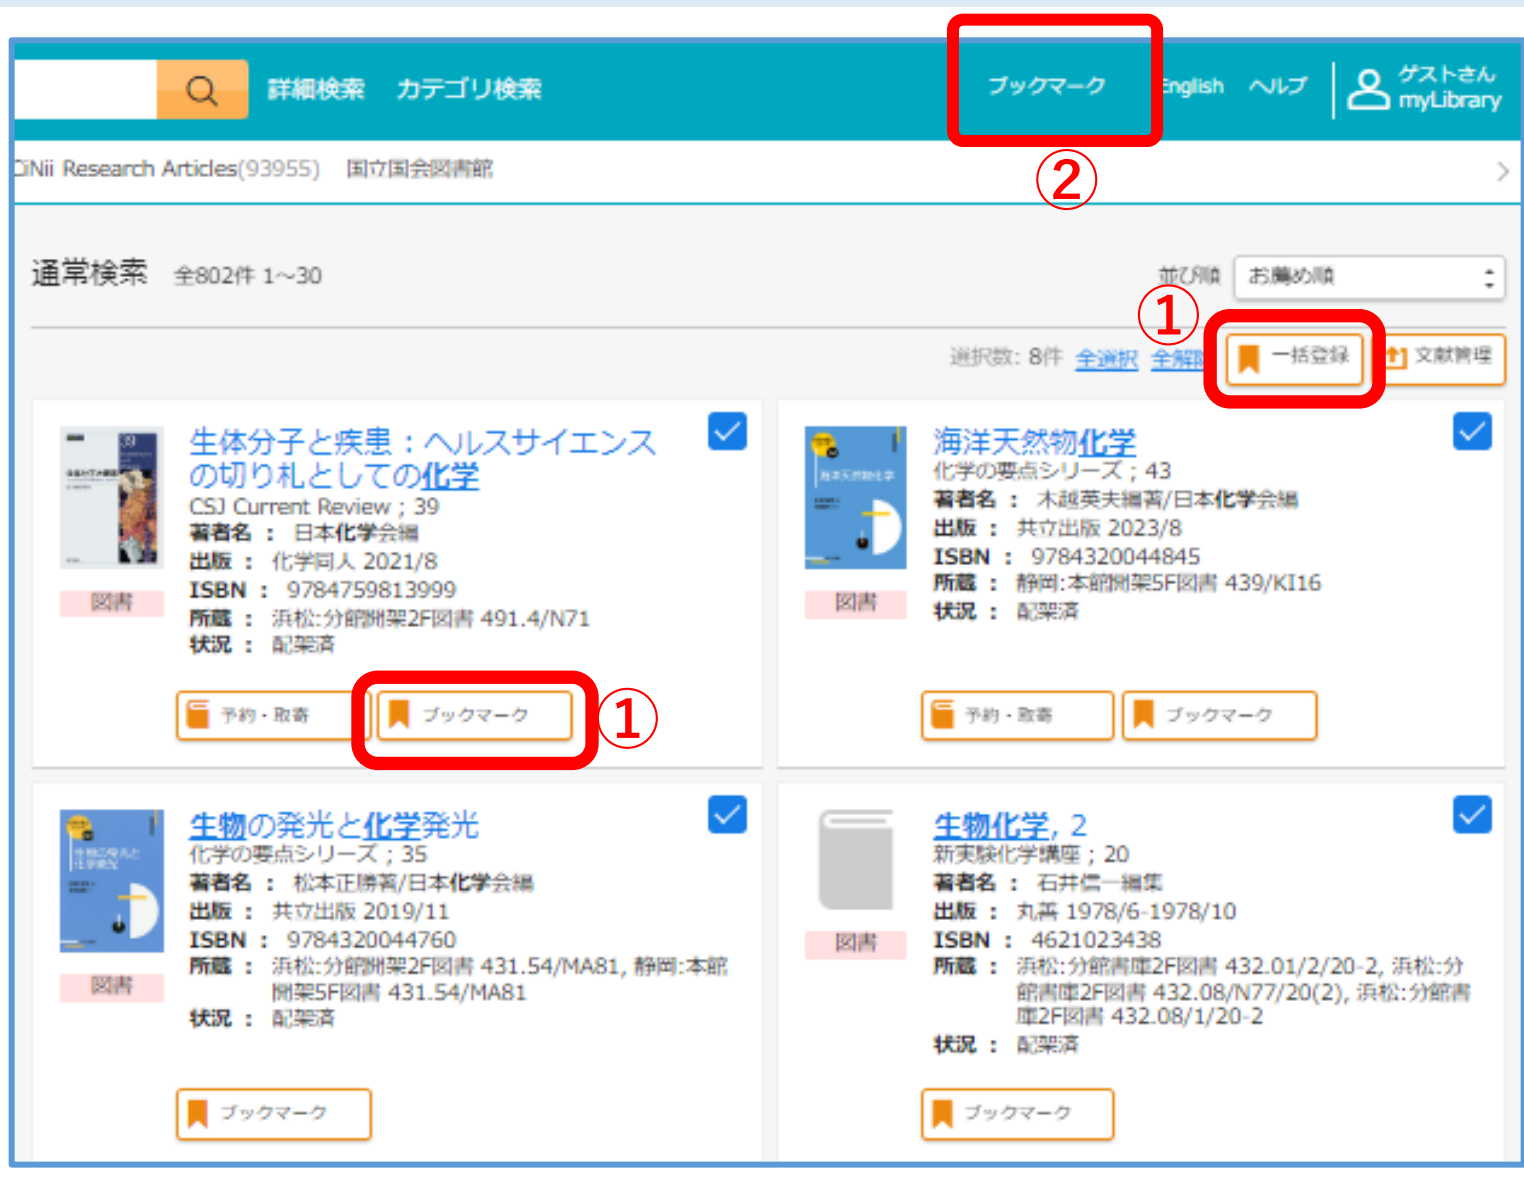 詳細検索 カテゴリ検索 ブックマーク English ヘルプ ゲストさん
myLibrary
②
CiNii Research Articles(93955) 国立国会図書館
通常検索 全802件 1～30 並び順 お薦め順
①
選択数: 8件 全選択 全解除 一括登録 文献管理
生体分子と疾患：ヘルスサイエンス
の切り札としての化学
CSJ Current Review ; 39
著者名 ： 日本化学会編
出版 ： 化学同人 2021/8
ISBN ： 9784759813999
所蔵 ： 浜松:分館開架2F図書 491.4/N71
状況 ： 配架済
図書
予約・取寄 ブックマーク ①
海洋天然物化学
化学の要点シリーズ ; 43
著者名 ： 木越英夫編著/日本化学会編
出版 ： 共立出版 2023/8
ISBN ： 9784320044845
所蔵 ： 静岡:本館開架5F図書 439/KI16
状況 ： 配架済
海洋天然物化学
図書
予約・取寄 ブックマーク
生物の発光と化学発光
化学の要点シリーズ ; 35
著者名 ： 松本正勝著/日本化学会編
出版 ： 共立出版 2019/11
ISBN ： 9784320044760
所蔵 ： 浜松:分館開架2F図書 431.54/MA81, 静岡:本館
開架5F図書 431.54/MA81
状況 ： 配架済
生物の発光と
化学発光
図書
ブックマーク
生物化学, 2
新実験化学講座 ; 20
著者名 ： 石井信一編集
出版 ： 丸善 1978/6-1978/10
ISBN ： 4621023438
所蔵 ： 浜松:分館書庫2F図書 432.01/2/20-2, 浜松:分
館書庫2F図書 432.08/N77/20(2), 浜松:分館書
庫2F図書 432.08/1/20-2
状況 ： 配架済
図書
ブックマーク